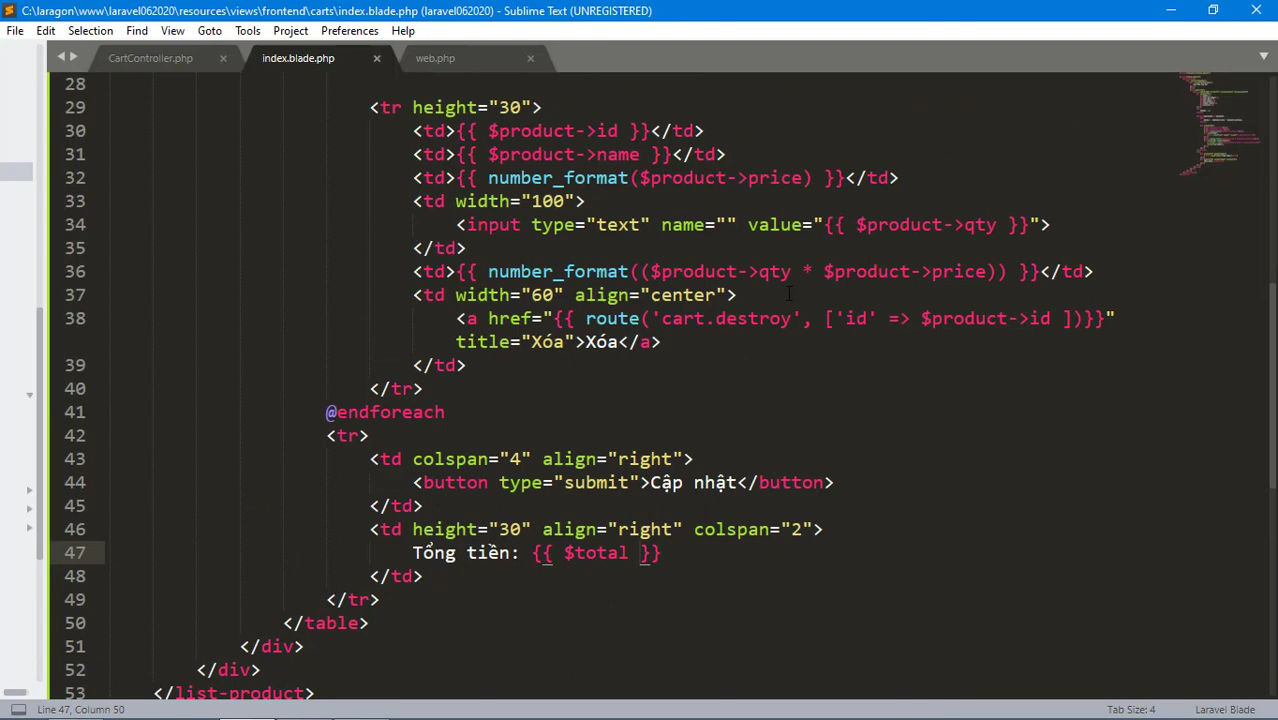 C:\laragon\www\laravel062020\resources\views\frontend\carts\index.blade.php (laravel062020) - Sublime Text (UNREGISTERED)
File Edit Selection Find View Goto Tools Project Preferences Help
CartController.php index.blade.php web.php
28
29 <tr height="30">
30 <td>{{ $product->id }}</td>
31 <td>{{ $product->name }}</td>
32 <td>{{ number_format($product->price) }}</td>
33 <td width="100">
34 <input type="text" name="" value="{{ $product->qty }}">
35 </td>
36 <td>{{ number_format(($product->qty * $product->price)) }}</td>
37 <td width="60" align="center">
38 <a href="{{ route('cart.destroy', ['id' => $product->id ])}}"
title="Xóa">Xóa</a>
39 </td>
40 </tr>
41 @endforeach
42 <tr>
43 <td colspan="4" align="right">
44 <button type="submit">Cập nhật</button>
45 </td>
46 <td height="30" align="right" colspan="2">
47 Tổng tiền: {{ $total }}
48 </td>
49 </tr>
50 </table>
51 </div>
52 </div>
53 </list-product>
Line 47, Column 50 Tab Size: 4 Laravel Blade